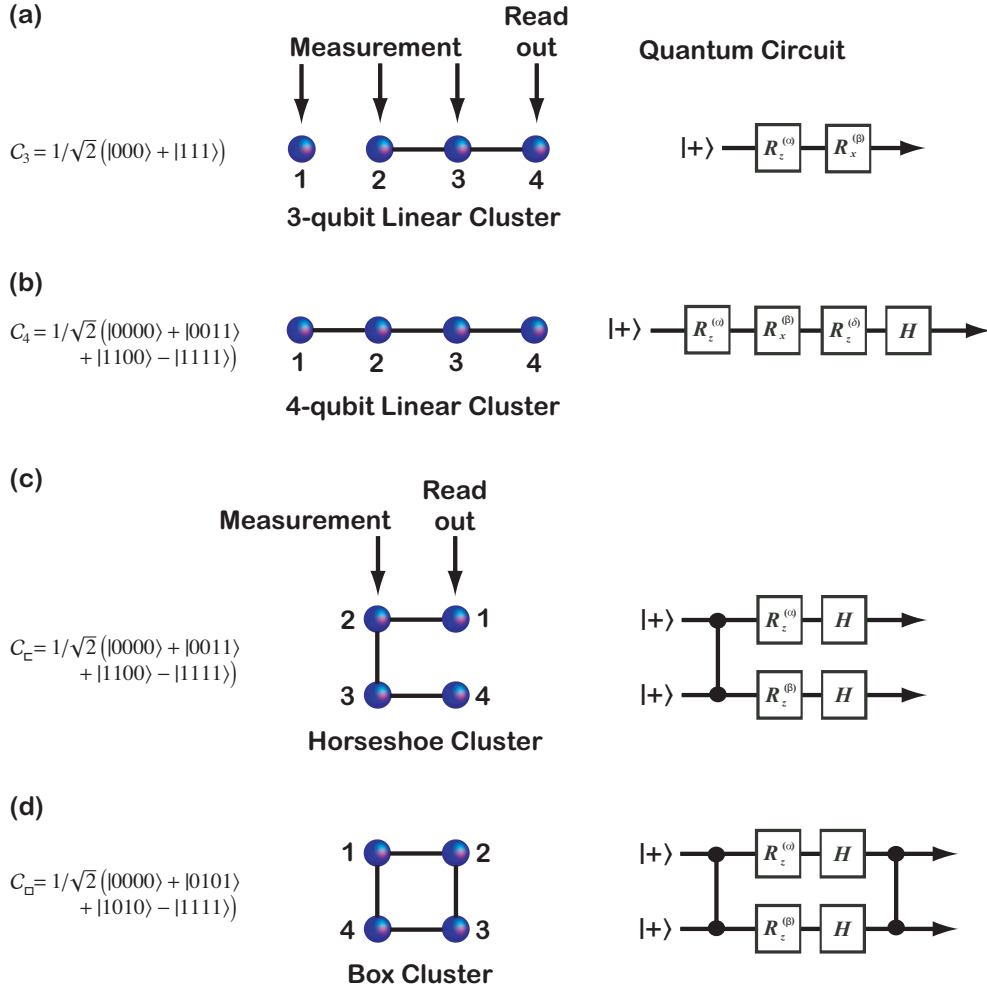 (a)
Measurement
Read
out
Quantum Circuit
C₃ = 1/√2 (|000⟩ + |111⟩)
1 2 3 4
|+⟩ R_z^(α) R_x^(β)
3-qubit Linear Cluster
(b)
C₄ = 1/√2 (|0000⟩ + |0011⟩
+ |1100⟩ − |1111⟩)
1 2 3 4
|+⟩ R_z^(α) R_x^(β) R_z^(δ) H
4-qubit Linear Cluster
(c)
Measurement
Read
out
2 1
C_⊏ = 1/√2 (|0000⟩ + |0011⟩
+ |1100⟩ − |1111⟩)
3 4
|+⟩ R_z^(α) H
|+⟩ R_z^(β) H
Horseshoe Cluster
(d)
1 2
C_□ = 1/√2 (|0000⟩ + |0101⟩
+ |1010⟩ − |1111⟩)
4 3
|+⟩ R_z^(α) H
|+⟩ R_z^(β) H
Box Cluster